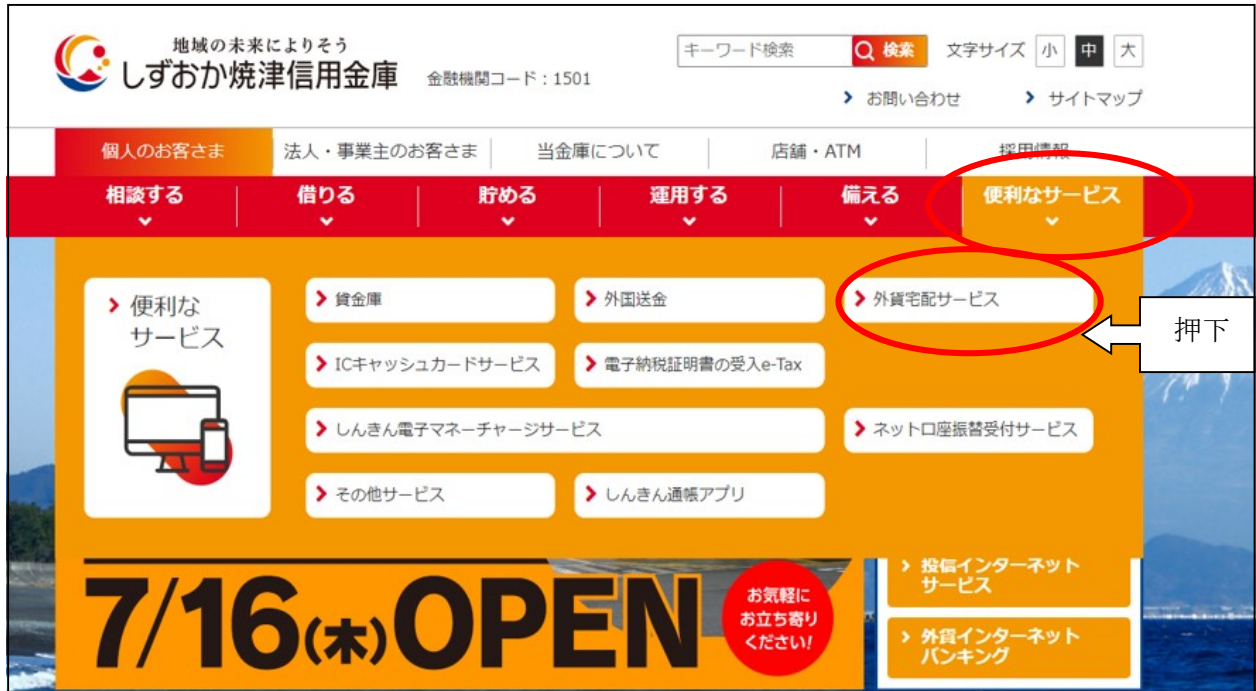 地域の未来によりそう
しずおか焼津信用金庫
金融機関コード：1501
キーワード検索
検索
文字サイズ 小 中 大
お問い合わせ
サイトマップ
個人のお客さま
法人・事業主のお客さま
当金庫について
店舗・ATM
採用情報
相談する
借りる
貯める
運用する
備える
便利なサービス
便利な
サービス
貸金庫
外国送金
外貨宅配サービス
押下
ICキャッシュカードサービス
電子納税証明書の受入e-Tax
しんきん電子マネーチャージサービス
ネット口座振替受付サービス
その他サービス
しんきん通帳アプリ
7/16(木)OPEN
お気軽に
お立ち寄り
ください!
投信インターネット
サービス
外貨インターネット
バンキング